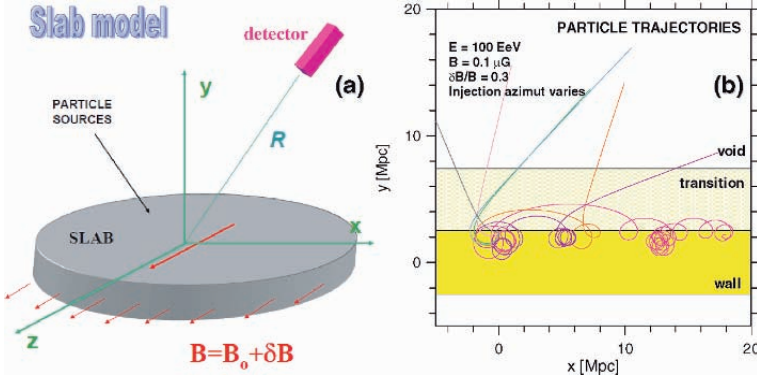 Slab model
detector
(a)
y
PARTICLE
SOURCES
R
SLAB
x
z
B=Bo+δB
20
PARTICLE TRAJECTORIES
E = 100 EeV
B = 0.1 μG
δB/B = 0.3
Injection azimut varies
(b)
y [Mpc]
10
void
transition
0
wall
0
10
20
x [Mpc]